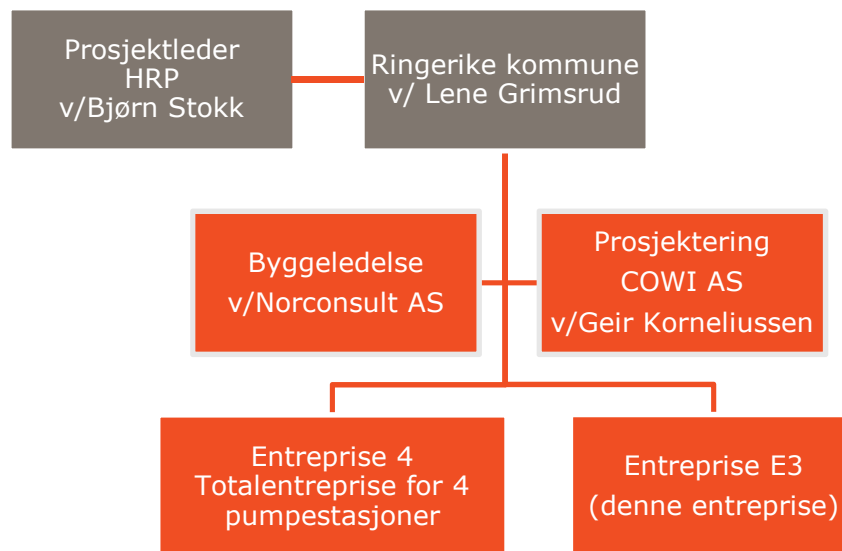 Prosjektleder
HRP
v/Bjørn Stokk
Ringerike kommune
v/ Lene Grimsrud
Byggeledelse
v/Norconsult AS
Prosjektering
COWI AS
v/Geir Korneliussen
Entreprise 4
Totalentreprise for 4
pumpestasjoner
Entreprise E3
(denne entreprise)